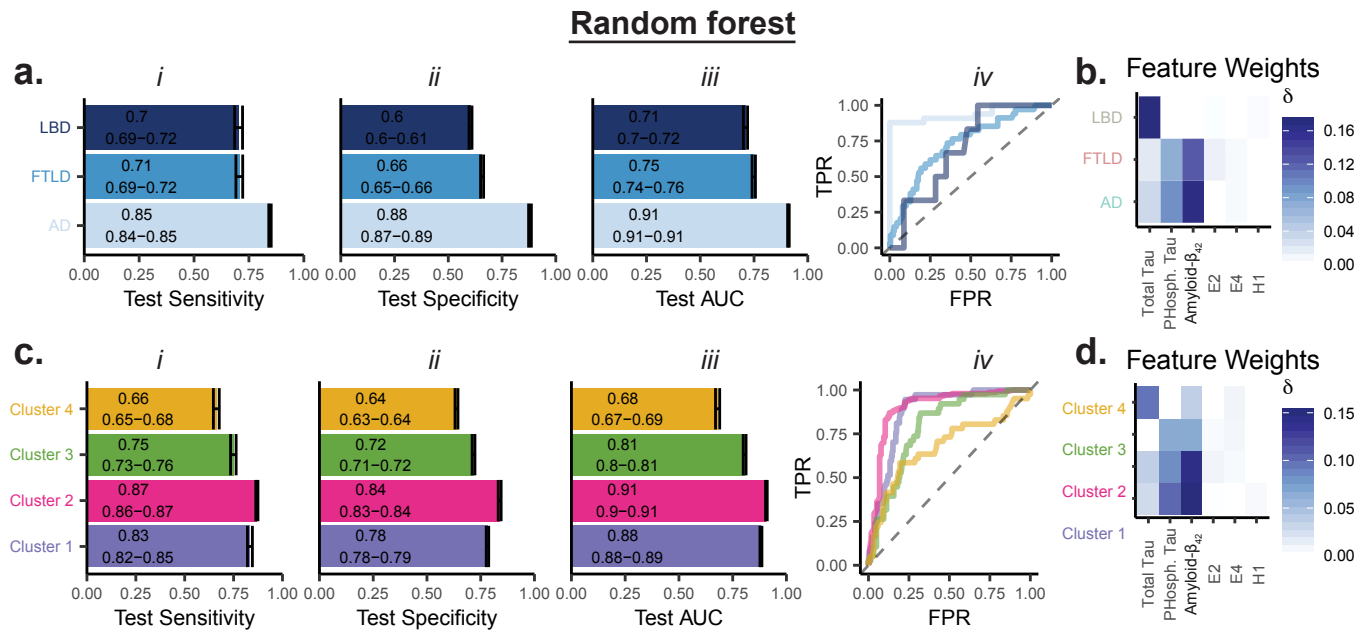 Random forest
a.
i
ii
iii
iv
LBD
FTLD
AD
0.7
0.69−0.72
0.71
0.69−0.72
0.85
0.84−0.85
0.00 0.25 0.50 0.75 1.00
Test Sensitivity
0.6
0.6−0.61
0.66
0.65−0.66
0.88
0.87−0.89
0.00 0.25 0.50 0.75 1.00
Test Specificity
0.71
0.7−0.72
0.75
0.74−0.76
0.91
0.91−0.91
0.00 0.25 0.50 0.75 1.00
Test AUC
TPR
1.00
0.75
0.50
0.25
0.00
0.00 0.25 0.50 0.75 1.00
FPR
b.
Feature Weights
LBD
FTLD
AD
Total Tau
PHosph. Tau
Amyloid-β42
E2
E4
H1
δ
0.16
0.12
0.08
0.04
0.00
c.
i
ii
iii
iv
Cluster 4
Cluster 3
Cluster 2
Cluster 1
0.66
0.65−0.68
0.75
0.73−0.76
0.87
0.86−0.87
0.83
0.82−0.85
0.00 0.25 0.50 0.75 1.00
Test Sensitivity
0.64
0.63−0.64
0.72
0.71−0.72
0.84
0.83−0.84
0.78
0.78−0.79
0.00 0.25 0.50 0.75 1.00
Test Specificity
0.68
0.67−0.69
0.81
0.8−0.81
0.91
0.9−0.91
0.88
0.88−0.89
0.00 0.25 0.50 0.75 1.00
Test AUC
TPR
1.00
0.75
0.50
0.25
0.00
0.00 0.25 0.50 0.75 1.00
FPR
d.
Feature Weights
Cluster 4
Cluster 3
Cluster 2
Cluster 1
Total Tau
PHosph. Tau
Amyloid-β42
E2
E4
H1
δ
0.15
0.10
0.05
0.00